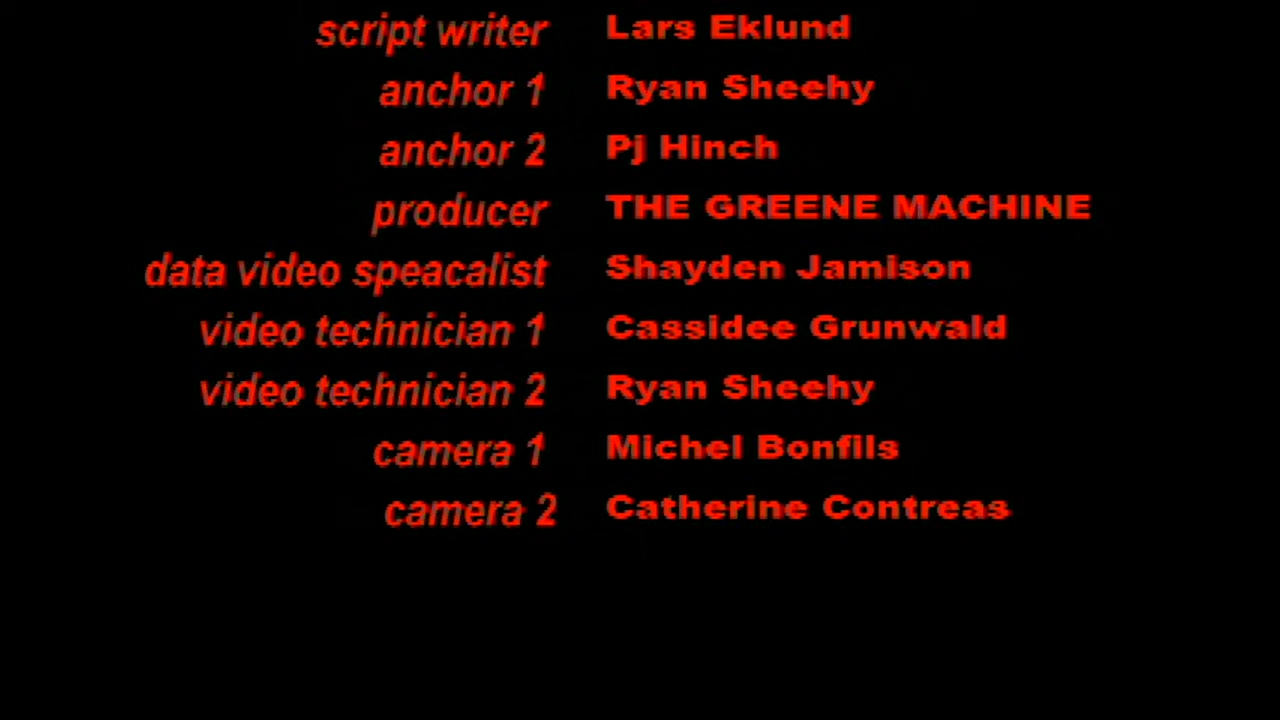 script writer Lars Eklund
anchor 1 Ryan Sheehy
anchor 2 Pj Hinch
producer THE GREENE MACHINE
data video speacalist Shayden Jamison
video technician 1 Cassidee Grunwald
video technician 2 Ryan Sheehy
camera 1 Michel Bonfils
camera 2 Catherine Contreas